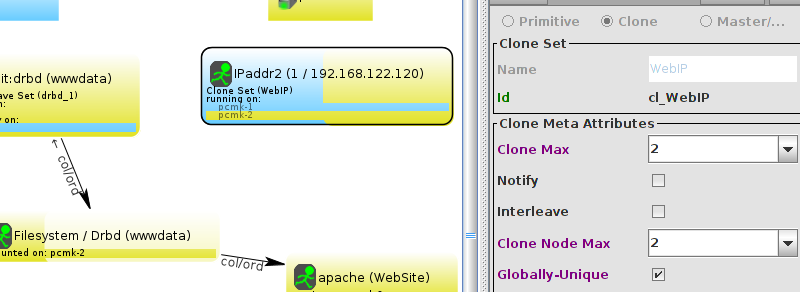 it:drbd (wwwdata)
ave Set (drbd_1)
n:
y on:
col/ord
Filesystem / Drbd (wwwdata)
unted on: pcmk-2
col/ord
apache (WebSite)
IPaddr2 (1 / 192.168.122.120)
Clone Set (WebIP)
running on:
pcmk-1
pcmk-2
Primitive
Clone
Master/...
Clone Set
Name
WebIP
Id
cl_WebIP
Clone Meta Attributes
Clone Max
2
Notify
Interleave
Clone Node Max
2
Globally-Unique